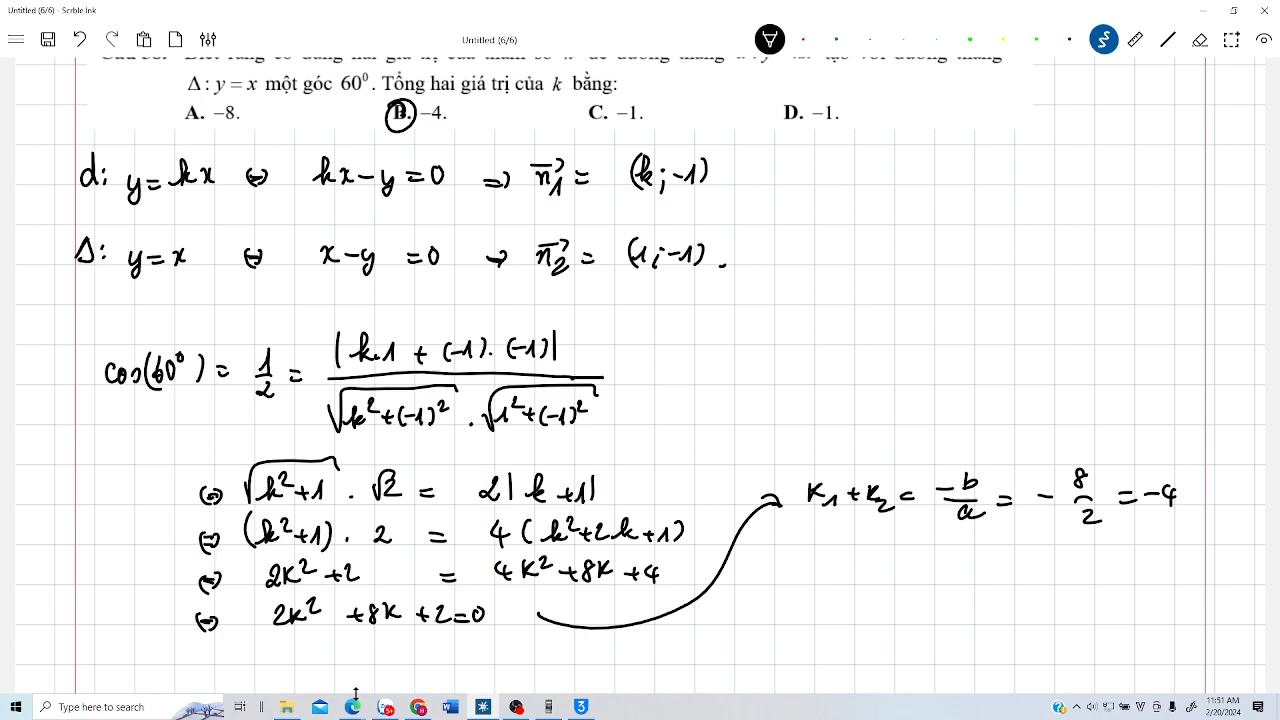 Untitled (6/6) - Scrble Ink
Untitled (6/6)
Δ : y = x một góc 60⁰ . Tổng hai giá trị của k bằng:
A. −8. B. −4. C. −1. D. −1.
d: y = kx ⇔ kx − y = 0 ⇒ n⃗₁ = (k ; −1)
Δ: y = x ⇔ x − y = 0 → n⃗₂ = (1 ; −1) .
cos(60⁰) = 1/2 = |k.1 + (−1).(−1)| / √(k² + (−1)²) . √(1² + (−1)²)
⇔ √(k² + 1) . √2 = 2|k + 1|
⇔ (k² + 1) . 2 = 4(k² + 2k + 1)
⇔ 2k² + 2 = 4k² + 8k + 4
⇔ 2k² + 8k + 2 = 0
→ k₁ + k₂ = −b/a = − 8/2 = −4
Type here to search
11:51 AM
2/20/2024